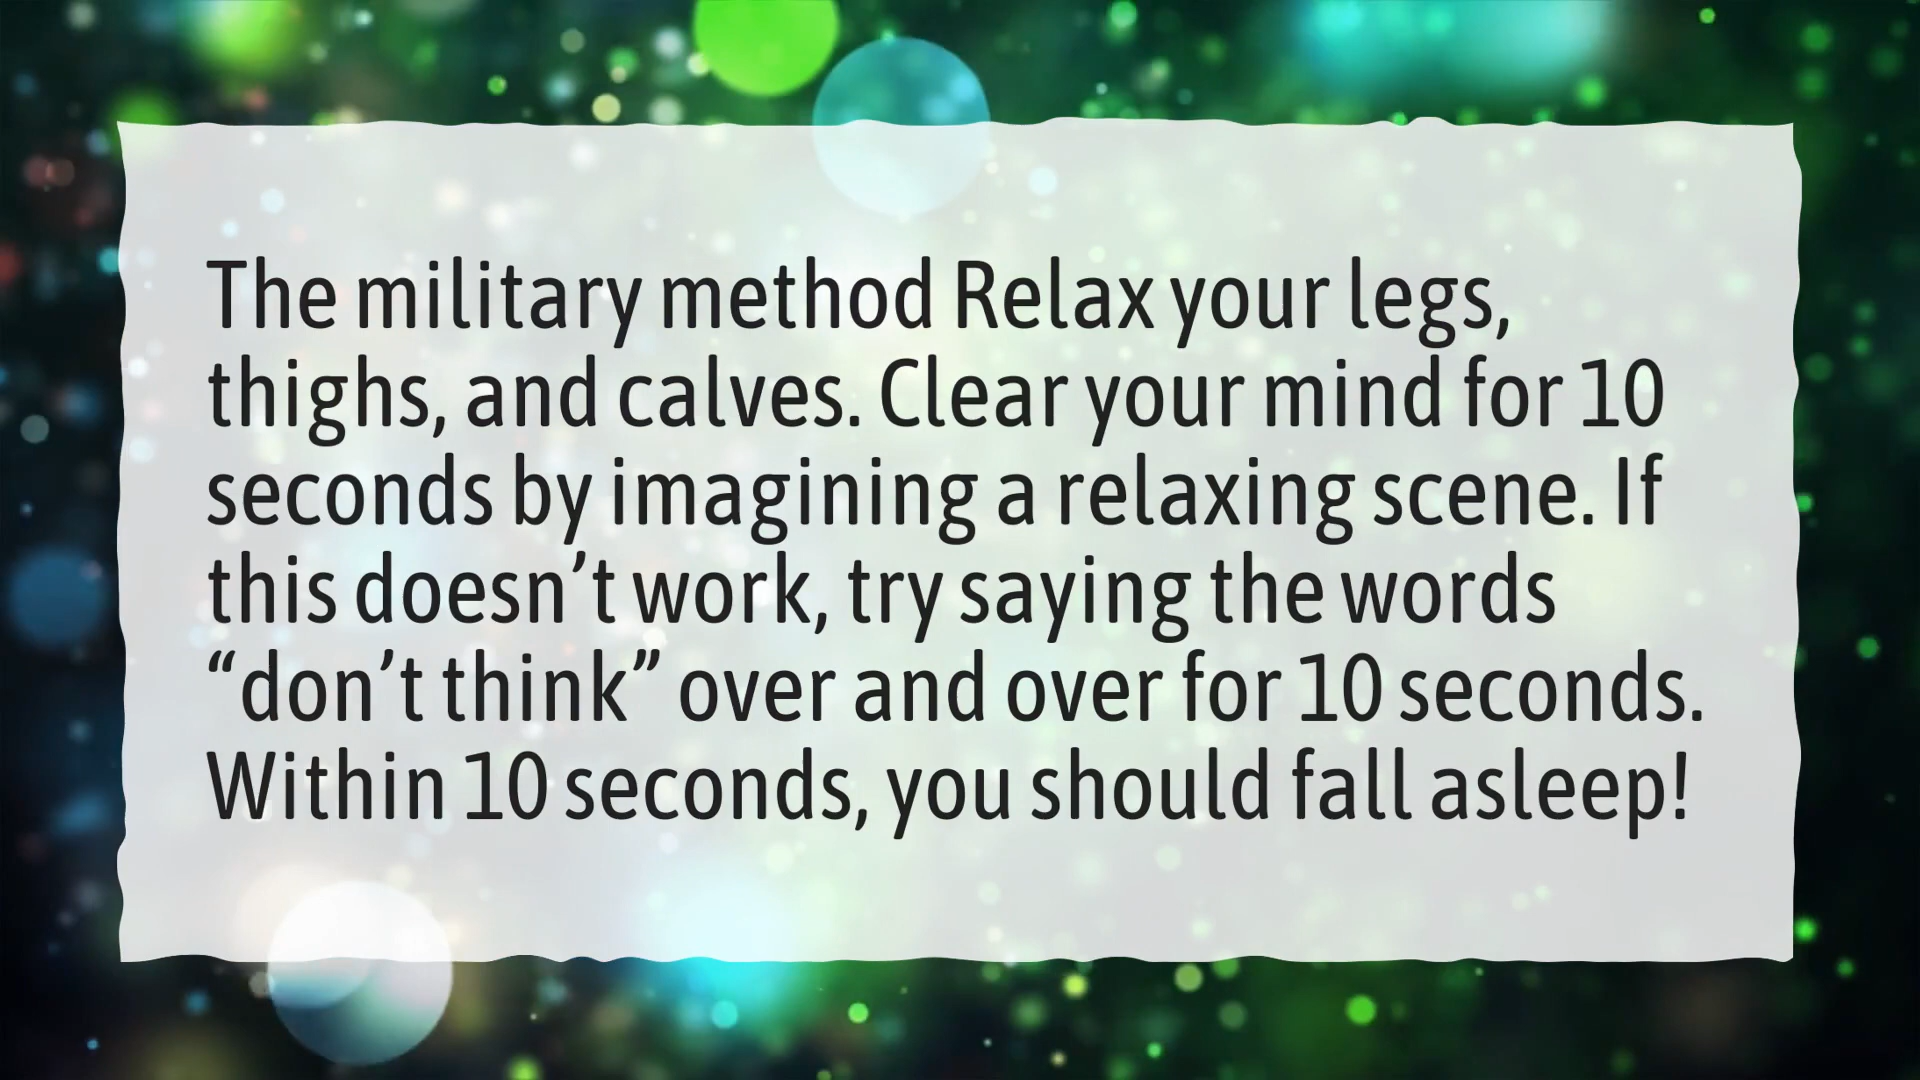 The military method Relax your legs,
thighs, and calves. Clear your mind for 10
seconds by imagining a relaxing scene. If
this doesn’t work, try saying the words
“don’t think” over and over for 10 seconds.
Within 10 seconds, you should fall asleep!